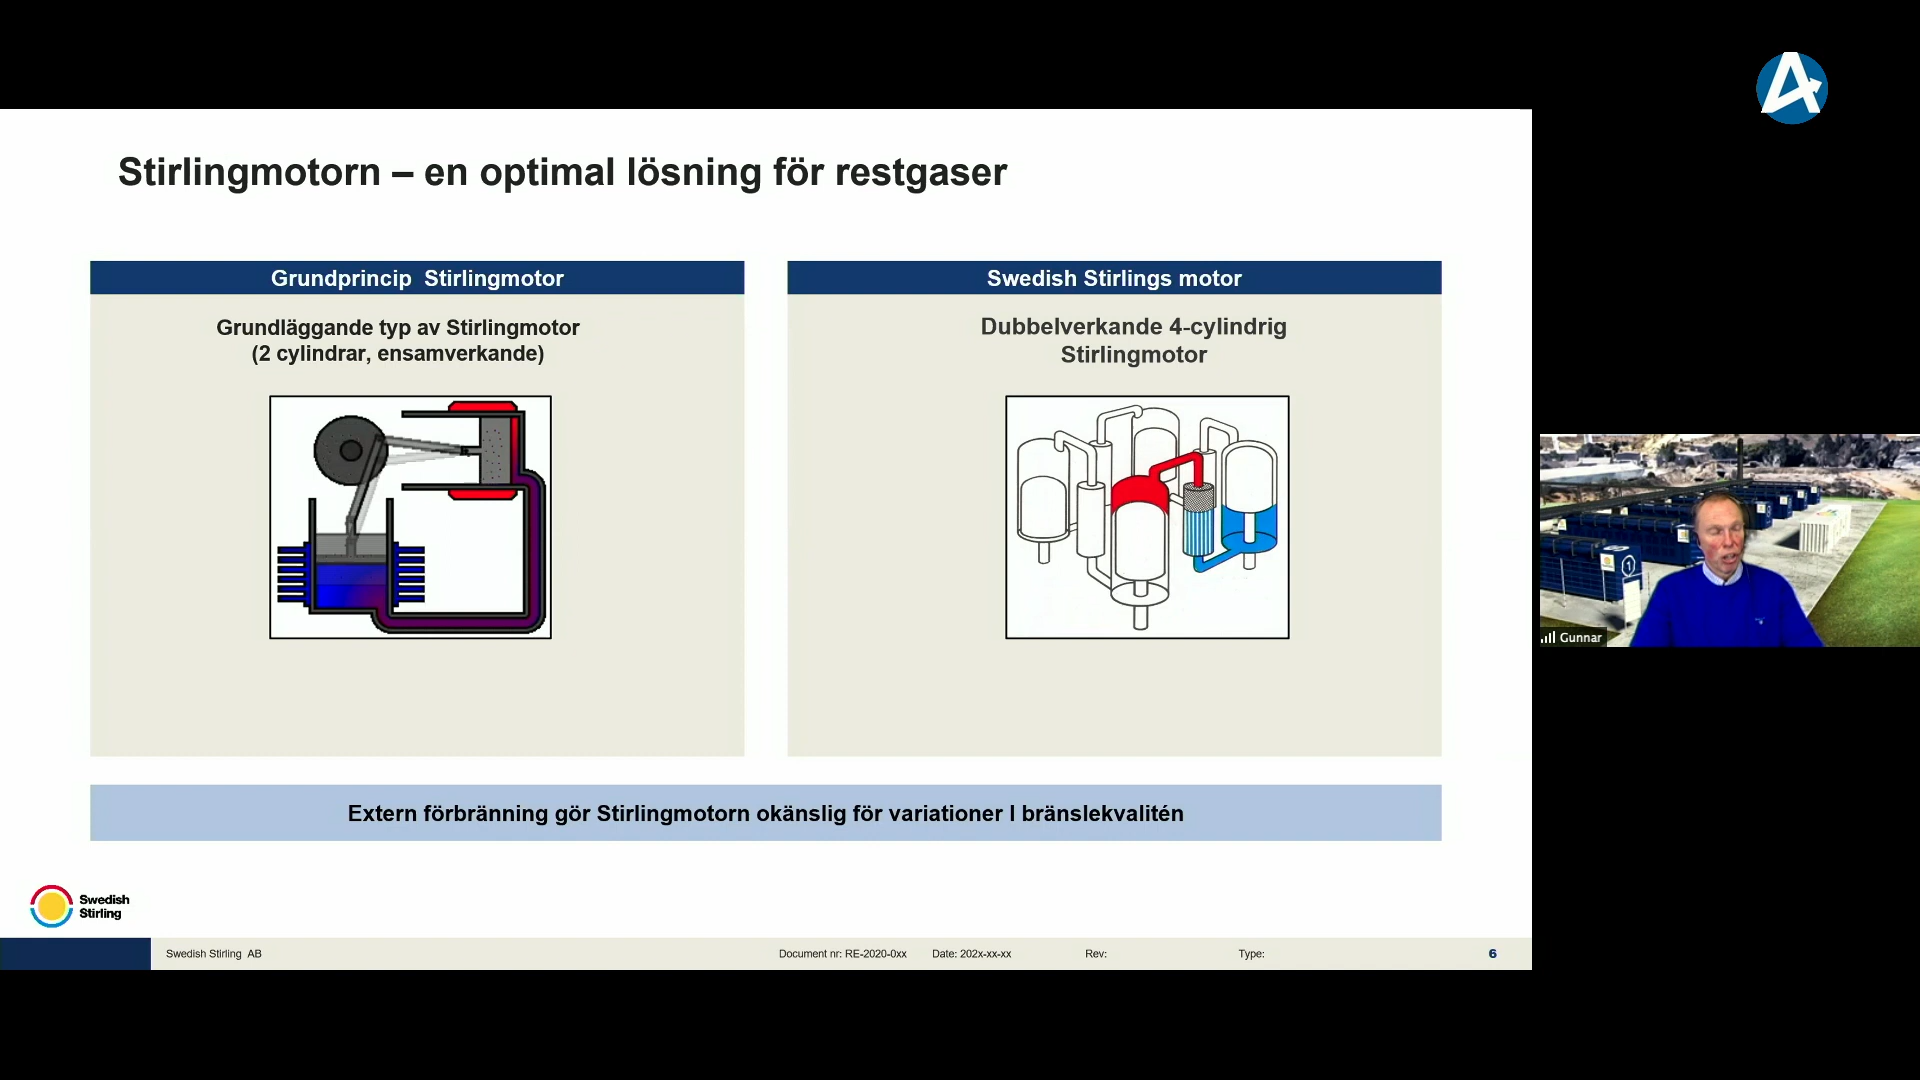 Stirlingmotorn – en optimal lösning för restgaser
Grundprincip  Stirlingmotor
Grundläggande typ av Stirlingmotor
(2 cylindrar, ensamverkande)
Swedish Stirlings motor
Dubbelverkande 4-cylindrig
Stirlingmotor
Extern förbränning gör Stirlingmotorn okänslig för variationer I bränslekvalitén
Swedish
Stirling
Swedish Stirling  AB
Document nr: RE-2020-0xx
Date: 202x-xx-xx
Rev:
Type:
6
1
Gunnar